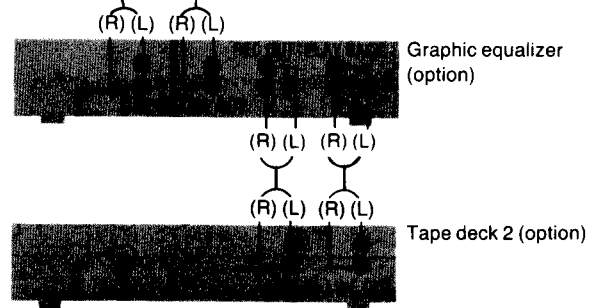 (R) (L) (R) (L)
Graphic equalizer
(option)
(R) (L) (R) (L)
(R) (L) (R) (L)
Tape deck 2 (option)